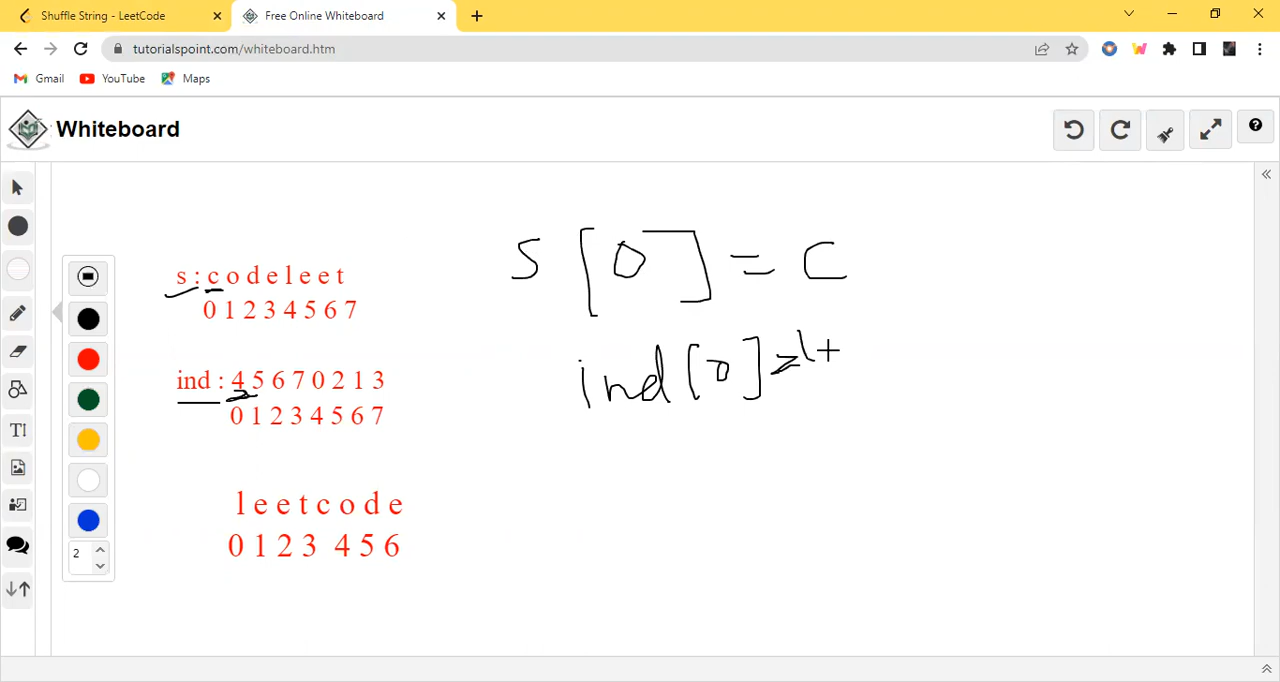 Shuffle String - LeetCode
Free Online Whiteboard
tutorialspoint.com/whiteboard.htm
Gmail
YouTube
Maps
Whiteboard
s : c o d e l e e t
0 1 2 3 4 5 6 7
s [0] = c
ind : 4 5 6 7 0 2 1 3
0 1 2 3 4 5 6 7
ind [0] = 4
l e e t c o d e
0 1 2 3 4 5 6
TI
2